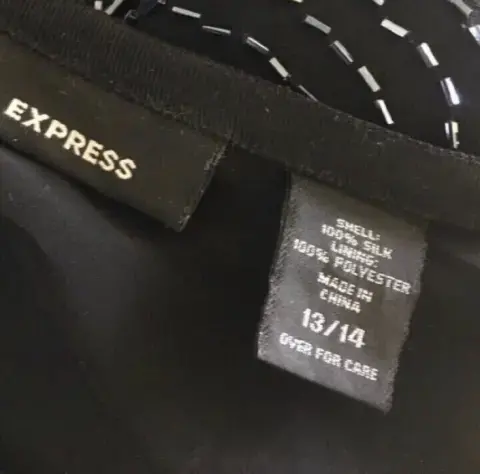 EXPRESS
SHELL:
100% SILK
LINING:
100% POLYESTER
MADE IN
CHINA
13/14
OVER FOR CARE